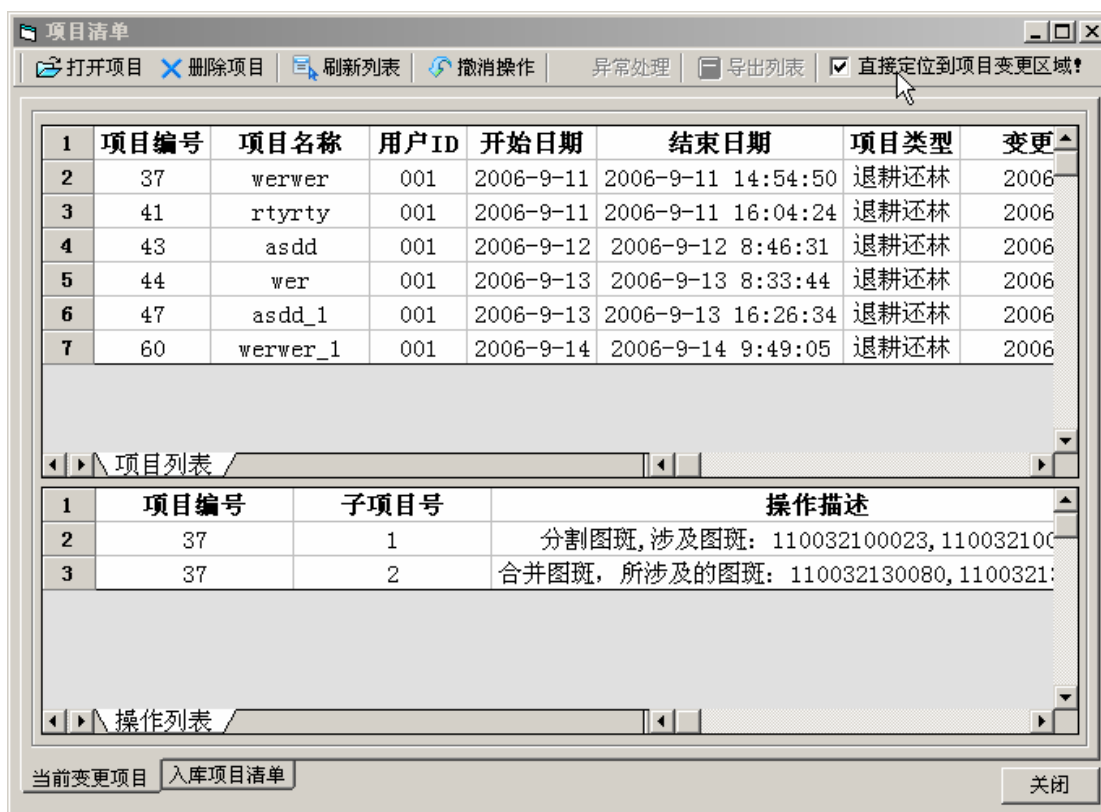 项目清单
打开项目 删除项目 刷新列表 撤消操作 异常处理 导出列表 直接定位到项目变更区域!
1 项目编号 项目名称 用户ID 开始日期 结束日期 项目类型 变更
2 37 werwer 001 2006-9-11 2006-9-11 14:54:50 退耕还林 2006
3 41 rtyrty 001 2006-9-11 2006-9-11 16:04:24 退耕还林 2006
4 43 asdd 001 2006-9-12 2006-9-12 8:46:31 退耕还林 2006
5 44 wer 001 2006-9-13 2006-9-13 8:33:44 退耕还林 2006
6 47 asdd_1 001 2006-9-13 2006-9-13 16:26:34 退耕还林 2006
7 60 werwer_1 001 2006-9-14 2006-9-14 9:49:05 退耕还林 2006
项目列表
1 项目编号 子项目号 操作描述
2 37 1 分割图斑,涉及图斑: 110032100023,11003210
3 37 2 合并图斑, 所涉及的图斑: 110032130080,1100321
操作列表
当前变更项目 入库项目清单
关闭